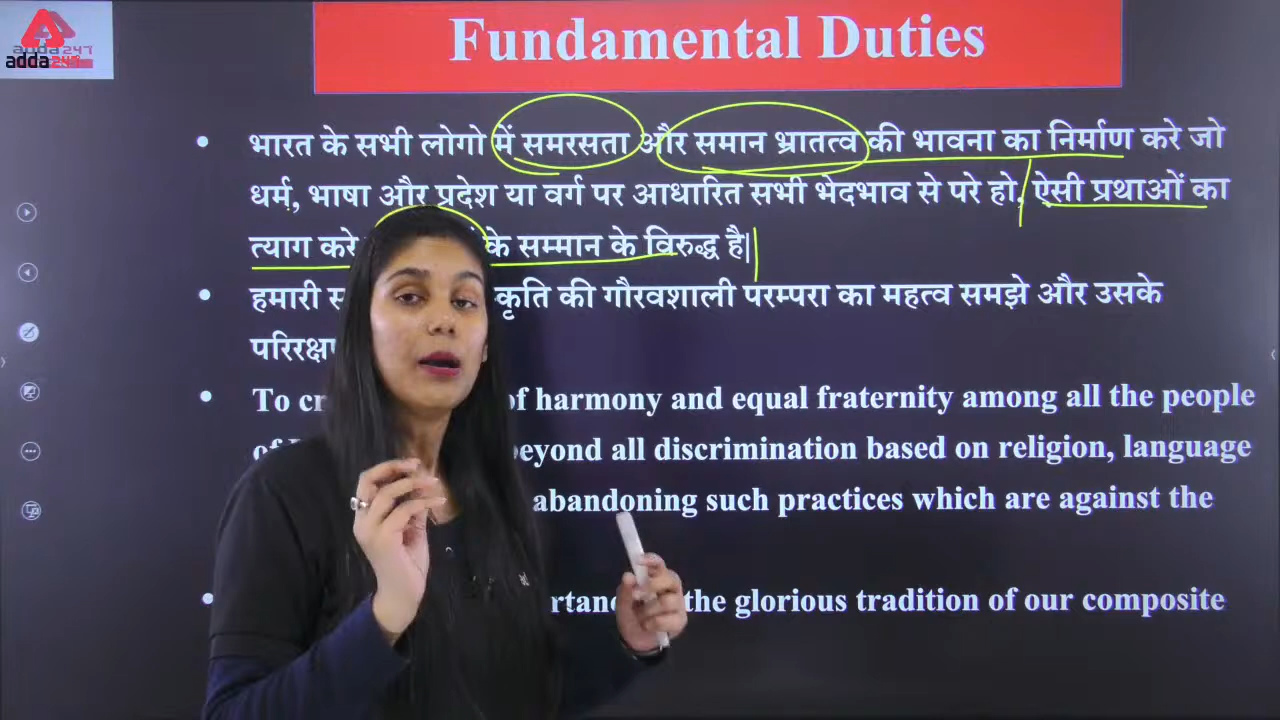 adda247
adda247
Fundamental Duties
भारत के सभी लोगो में समरसता और समान भ्रातत्व की भावना का निर्माण करे जो
धर्म, भाषा और प्रदेश या वर्ग पर आधारित सभी भेदभाव से परे हो, ऐसी प्रथाओं का
त्याग करे के सम्मान के विरुद्ध है|
हमारी कृति की गौरवशाली परम्परा का महत्व समझे और उसके
To of harmony and equal fraternity among all the people
beyond all discrimination based on religion, language
abandoning such practices which are against the
the glorious tradition of our composite